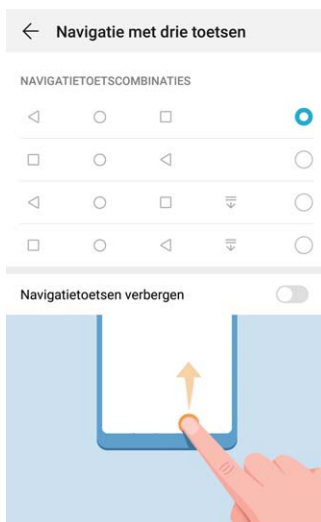 Navigatie met drie toetsen
NAVIGATIETOETSCOMBINATIES
Navigatietoetsen verbergen